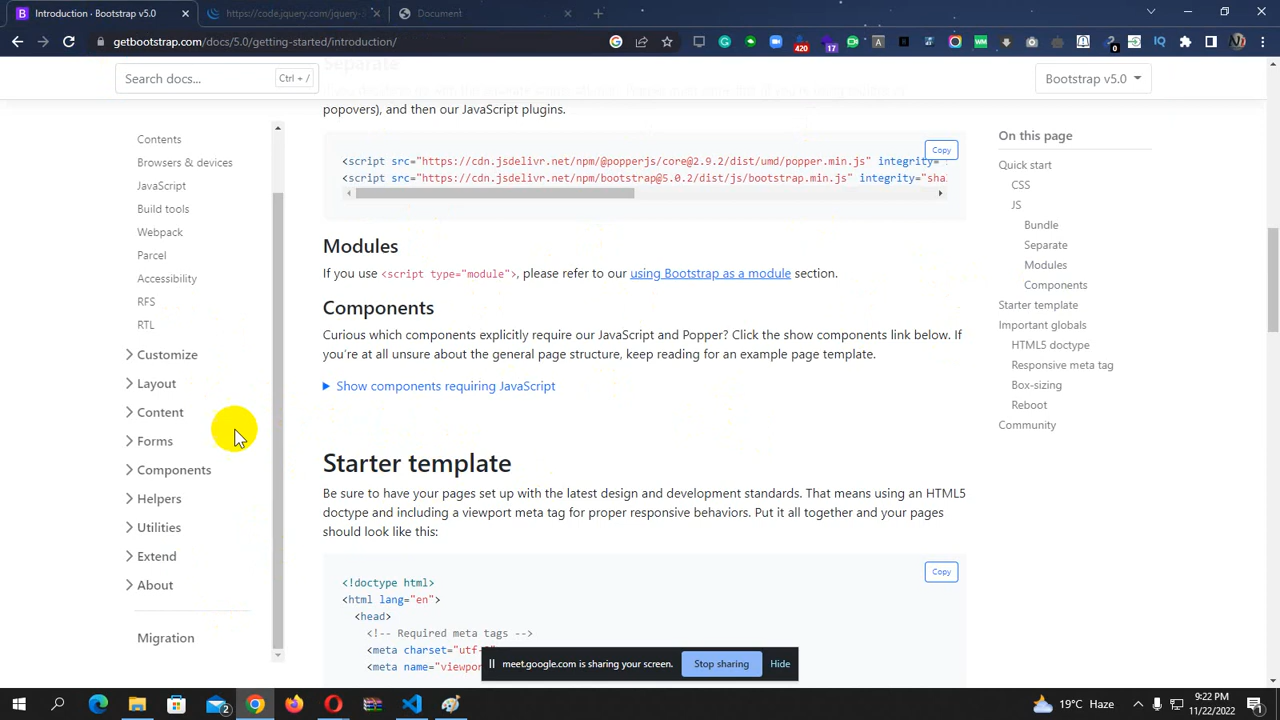 Introduction · Bootstrap v5.0
https://code.jquery.com/jquery-
Document
getbootstrap.com/docs/5.0/getting-started/introduction/
420
17
0
Search docs...
Ctrl + /
Bootstrap v5.0
Separate
popovers), and then our JavaScript plugins.
Copy
<script src="https://cdn.jsdelivr.net/npm/@popperjs/core@2.9.2/dist/umd/popper.min.js" integrity=
<script src="https://cdn.jsdelivr.net/npm/bootstrap@5.0.2/dist/js/bootstrap.min.js" integrity="sha
Modules
If you use <script type="module">, please refer to our using Bootstrap as a module section.
Components
Curious which components explicitly require our JavaScript and Popper? Click the show components link below. If
you're at all unsure about the general page structure, keep reading for an example page template.
Show components requiring JavaScript
Starter template
Be sure to have your pages set up with the latest design and development standards. That means using an HTML5
doctype and including a viewport meta tag for proper responsive behaviors. Put it all together and your pages
should look like this:
Copy
<!doctype html>
<html lang="en">
<head>
<!-- Required meta tags -->
<meta charset="utf-
<meta name="viewpor
Contents
Browsers & devices
JavaScript
Build tools
Webpack
Parcel
Accessibility
RFS
RTL
Customize
Layout
Content
Forms
Components
Helpers
Utilities
Extend
About
Migration
On this page
Quick start
CSS
JS
Bundle
Separate
Modules
Components
Starter template
Important globals
HTML5 doctype
Responsive meta tag
Box-sizing
Reboot
Community
meet.google.com is sharing your screen.
Stop sharing
Hide
19°C Haze
9:22 PM
11/22/2022